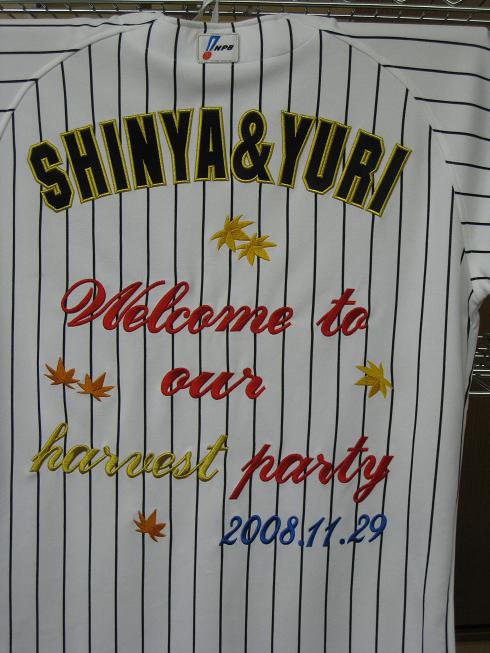 NPB
SHINYA&YURI
Welcome to
our
harvest party
2008.11.29